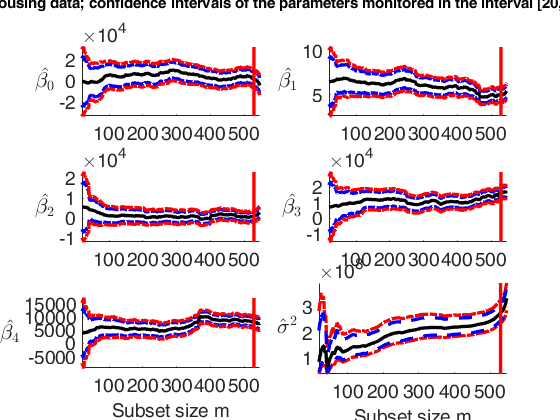 ousing data; confidence intervals of the parameters monitored in the interval [20,
×10⁴
2
0
-2
β̂₀
100 200 300 400 500
10
5
β̂₁
100 200 300 400 500
×10⁴
2
1
0
-1
β̂₂
100 200 300 400 500
×10⁴
2
1
0
-1
β̂₃
100 200 300 400 500
15000
10000
5000
0
-5000
β̂₄
100 200 300 400 500
Subset size m
×10⁸
3
2
1
σ̂²
100 200 300 400 500
Subset size m